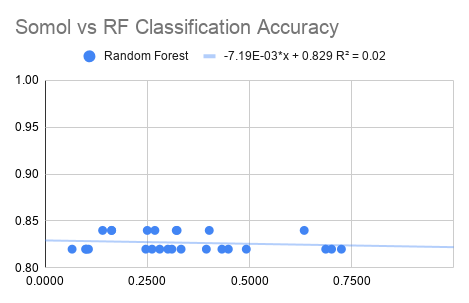 Somol vs RF Classification Accuracy
Random Forest -7.19E-03*x + 0.829 R² = 0.02
1.00
0.95
0.90
0.85
0.80
0.0000 0.2500 0.5000 0.7500